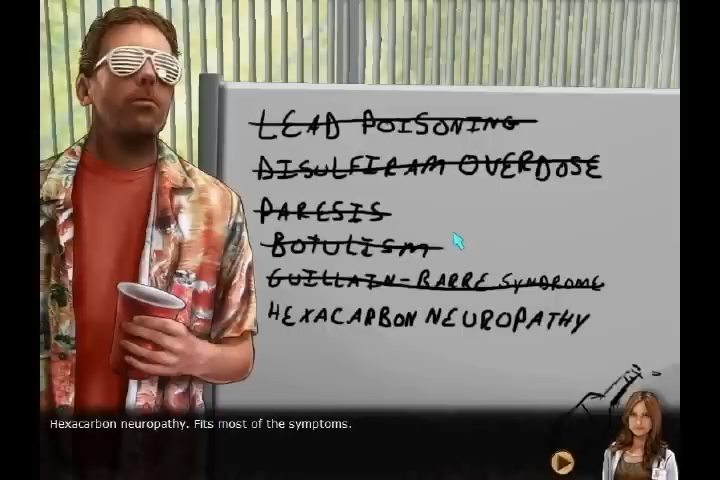 LEAD POISONING
DISULFIRAM OVERDOSE
PARESIS
BOTULISM
GUILLAIN-BARRE SYNDROME
HEXACARBON NEUROPATHY
Hexacarbon neuropathy. Fits most of the symptoms.